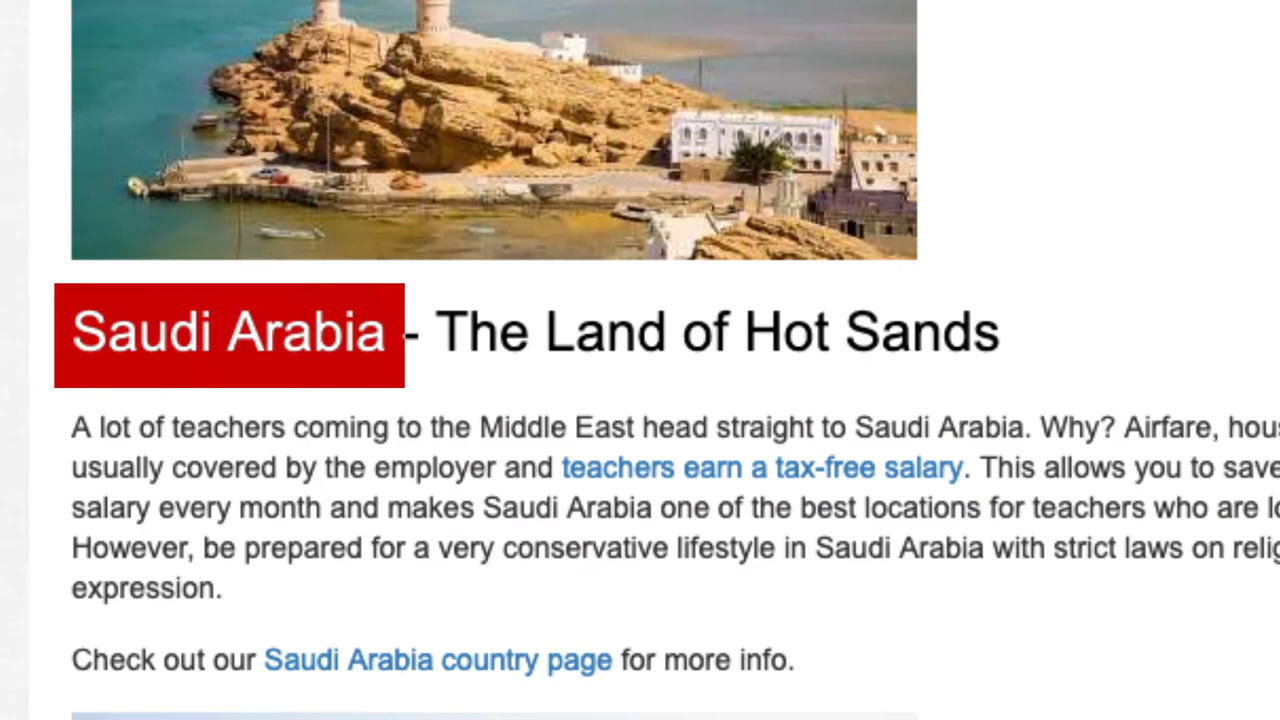 Saudi Arabia - The Land of Hot Sands
A lot of teachers coming to the Middle East head straight to Saudi Arabia. Why? Airfare,
usually covered by the employer and teachers earn a tax-free salary. This allows you to save
salary every month and makes Saudi Arabia one of the best locations for teachers who are
However, be prepared for a very conservative lifestyle in Saudi Arabia with strict laws on
expression.
Check out our Saudi Arabia country page for more info.